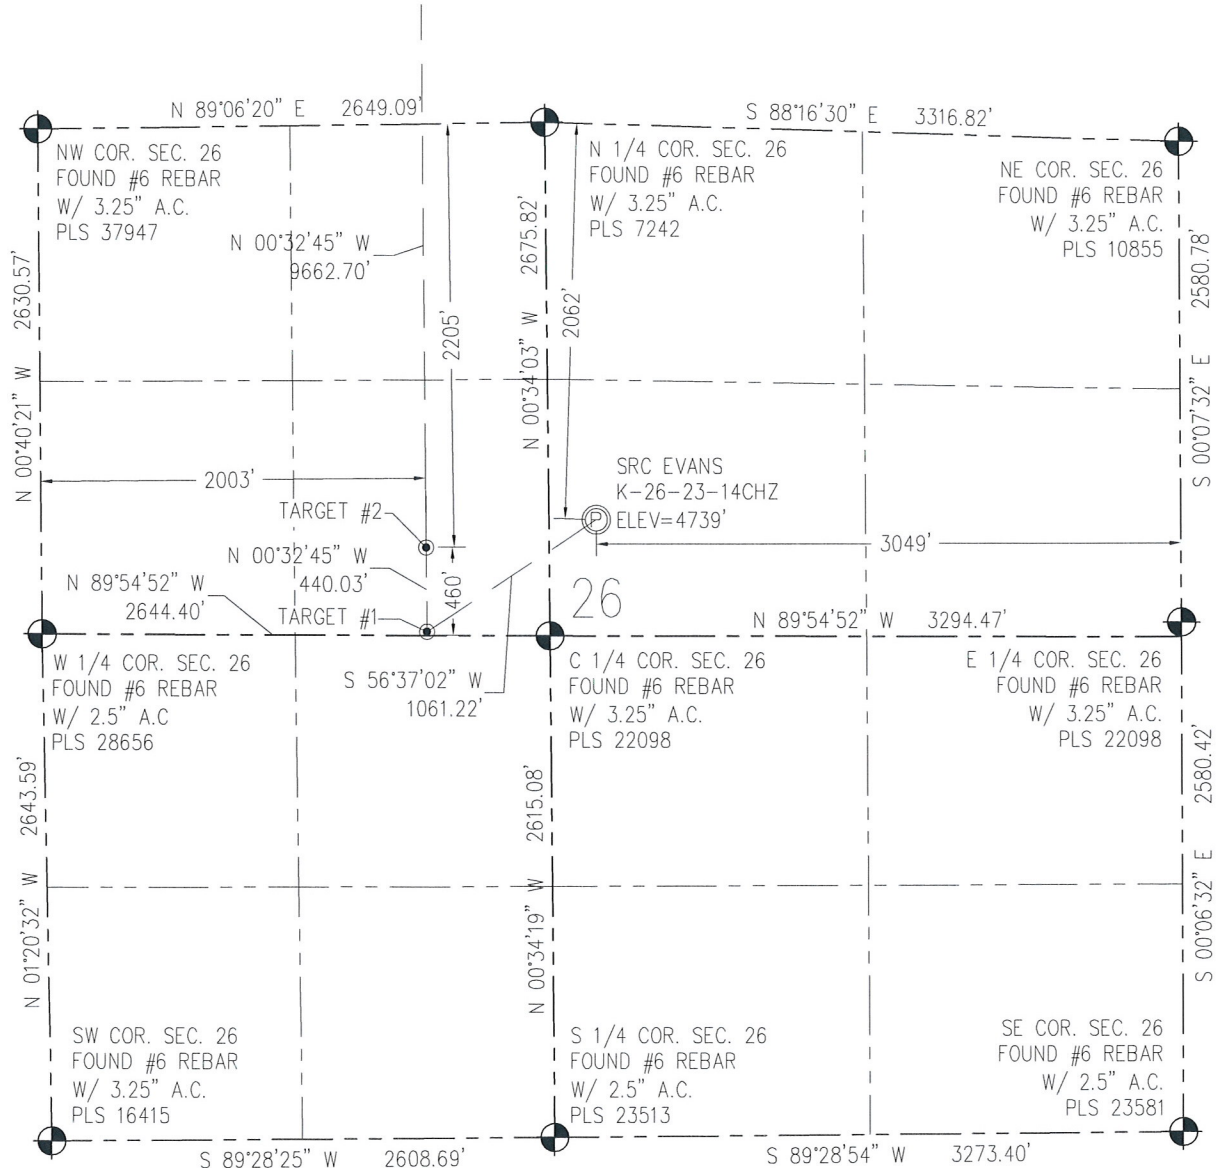 N 89°06'20" E 2649.09'
S 88°16'30" E 3316.82'
NW COR. SEC. 26
FOUND #6 REBAR
W/ 3.25" A.C.
PLS 37947
N 1/4 COR. SEC. 26
FOUND #6 REBAR
W/ 3.25" A.C.
PLS 7242
NE COR. SEC. 26
FOUND #6 REBAR
W/ 3.25" A.C.
PLS 10855
N 00°32'45" W
9662.70'
N 00°40'21" W 2630.57'
2205'
N 00°34'03" W 2675.82'
2062'
S 00°07'32" E 2580.78'
2003'
TARGET #2
SRC EVANS
K-26-23-14CHZ
P
ELEV=4739'
3049'
N 00°32'45" W
440.03'
460'
N 89°54'52" W
2644.40'
TARGET #1
26
N 89°54'52" W 3294.47'
W 1/4 COR. SEC. 26
FOUND #6 REBAR
W/ 2.5" A.C
PLS 28656
S 56°37'02" W
1061.22'
C 1/4 COR. SEC. 26
FOUND #6 REBAR
W/ 3.25" A.C.
PLS 22098
E 1/4 COR. SEC. 26
FOUND #6 REBAR
W/ 3.25" A.C.
PLS 22098
N 01°20'32" W 2643.59'
N 00°34'19" W 2615.08'
S 00°06'32" E 2580.42'
SW COR. SEC. 26
FOUND #6 REBAR
W/ 3.25" A.C.
PLS 16415
S 1/4 COR. SEC. 26
FOUND #6 REBAR
W/ 2.5" A.C.
PLS 23513
SE COR. SEC. 26
FOUND #6 REBAR
W/ 2.5" A.C.
PLS 23581
S 89°28'25" W 2608.69'
S 89°28'54" W 3273.40'